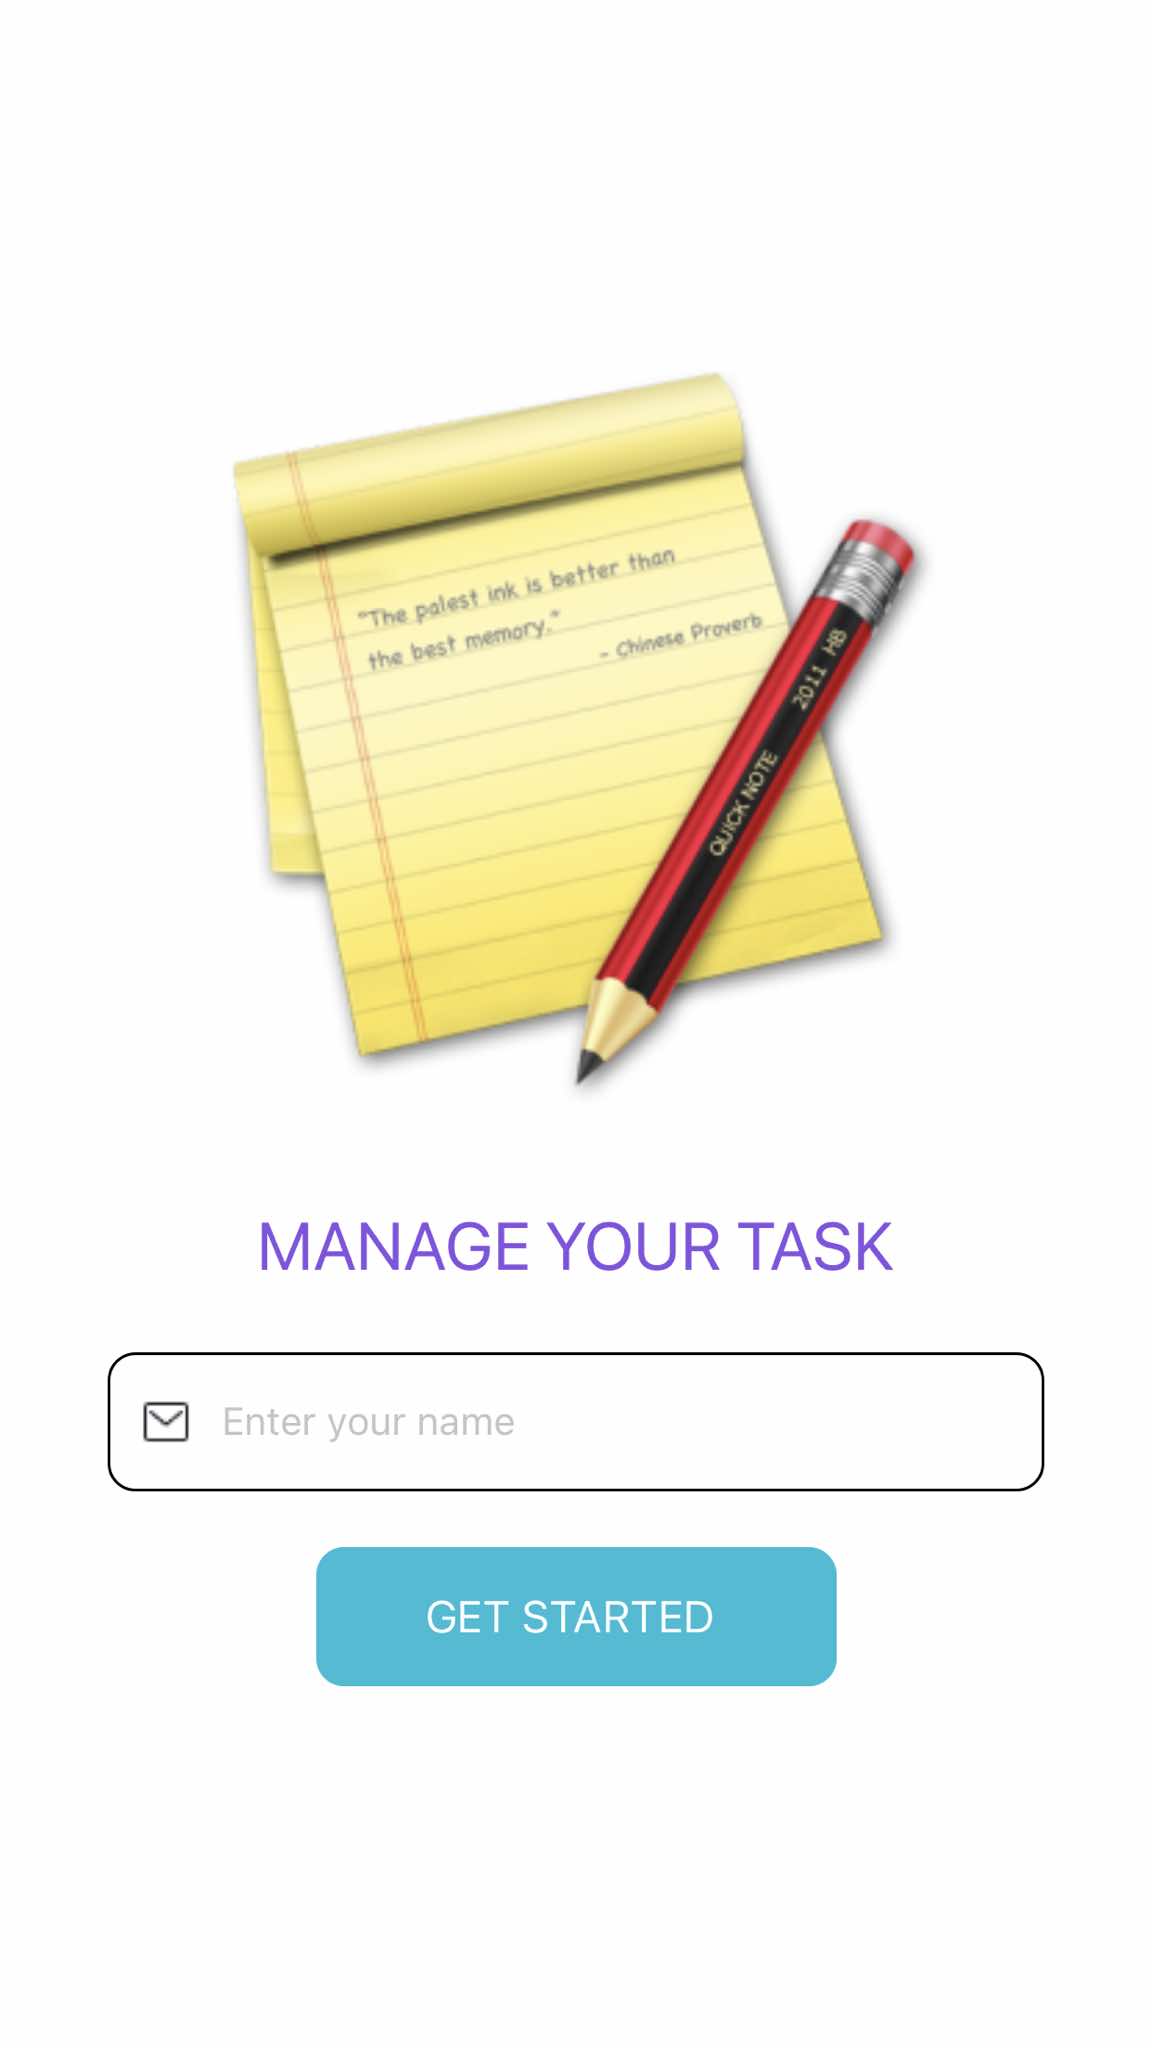 “The palest ink is better than
the best memory.”
– Chinese Proverb
2011 HB
QUICK NOTE
MANAGE YOUR TASK
Enter your name
GET STARTED